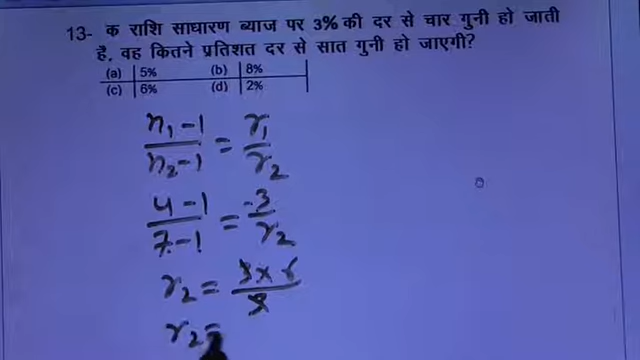 13- क राशि साधारण ब्याज पर 3% की दर से चार गुनी हो जाती
है, वह कितने प्रतिशत दर से सात गुनी हो जाएगी?
(a) 5% (b) 8%
(c) 6% (d) 2%
n₁-1/n₂-1 = r₁/r₂
4-1/7-1 = 3/r₂
r₂ = 3×6/3
r₂ =